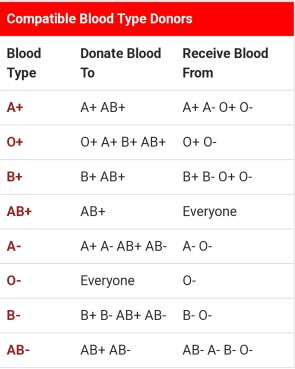 Compatible Blood Type Donors
Blood Type Donate Blood To Receive Blood From
A+ A+ AB+ A+ A- O+ O-
O+ O+ A+ B+ AB+ O+ O-
B+ B+ AB+ B+ B- O+ O-
AB+ AB+ Everyone
A- A+ A- AB+ AB- A- O-
O- Everyone O-
B- B+ B- AB+ AB- B- O-
AB- AB+ AB- AB- A- B- O-